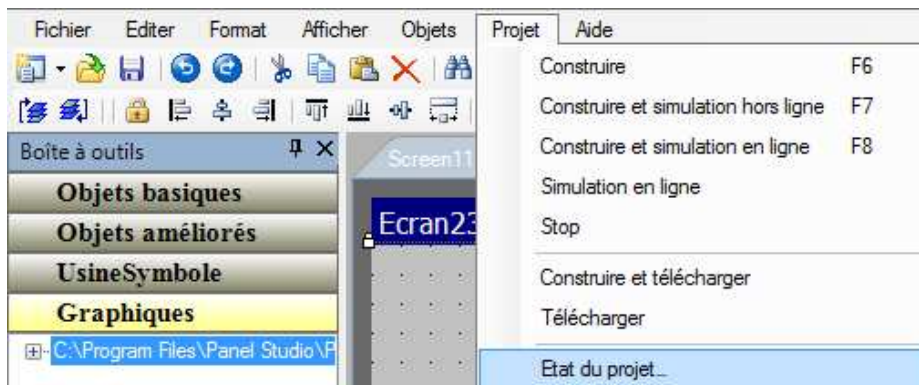 Fichier Editer Format Afficher Objets Projet Aide
Construire F6
Construire et simulation hors ligne F7
Construire et simulation en ligne F8
Simulation en ligne
Stop
Construire et télécharger
Télécharger
Etat du projet...
Boîte à outils
Objets basiques
Objets améliorés
UsineSymbole
Graphiques
C:\Program Files\Panel Studio\P
Screen11
Ecran23